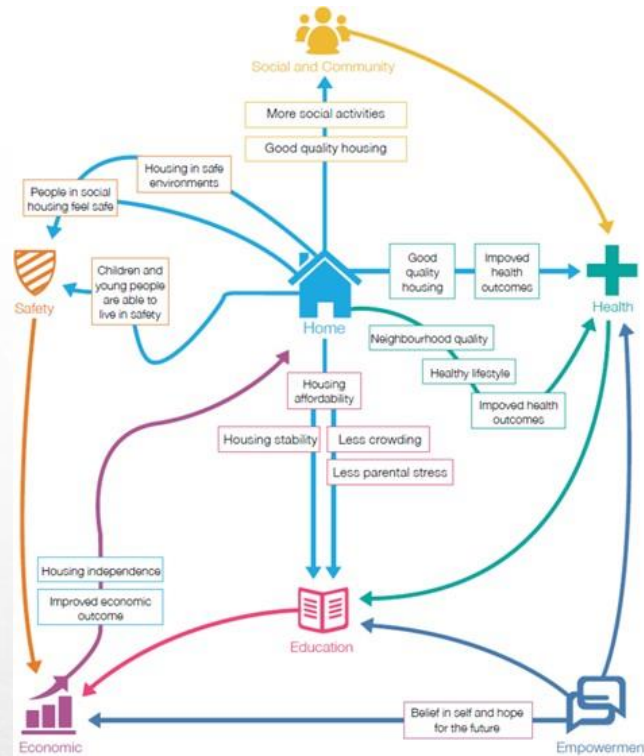 Social and Community
More social activities
Good quality housing
Housing in safe
environments
People in social
housing feel safe
Children and
young people
are able to
live in safety
Safety
Home
Good
quality
housing
Impoved
health
outcomes
Health
Neighbourhood quality
Healthy lifestyle
Impoved health
outcomes
Housing
affordability
Housing stability
Less crowding
Less parental stress
Housing independence
Improved economic
outcome
Education
Belief in self and hope
for the future
Economic
Empowerment